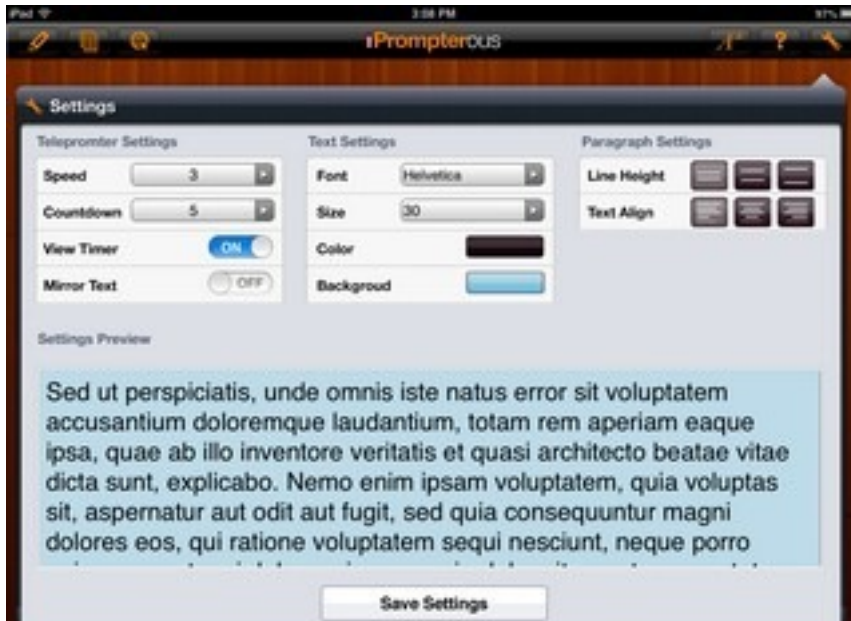 iPad 3:08 PM 97%
iPrompterous
Settings
Telepromter Settings
Speed 3
Countdown 5
View Timer ON
Mirror Text OFF
Text Settings
Font Helvetica
Size 30
Color
Backgroud
Paragraph Settings
Line Height
Text Align
Settings Preview
Sed ut perspiciatis, unde omnis iste natus error sit voluptatem
accusantium doloremque laudantium, totam rem aperiam eaque
ipsa, quae ab illo inventore veritatis et quasi architecto beatae vitae
dicta sunt, explicabo. Nemo enim ipsam voluptatem, quia voluptas
sit, aspernatur aut odit aut fugit, sed quia consequuntur magni
dolores eos, qui ratione voluptatem sequi nesciunt, neque porro
Save Settings